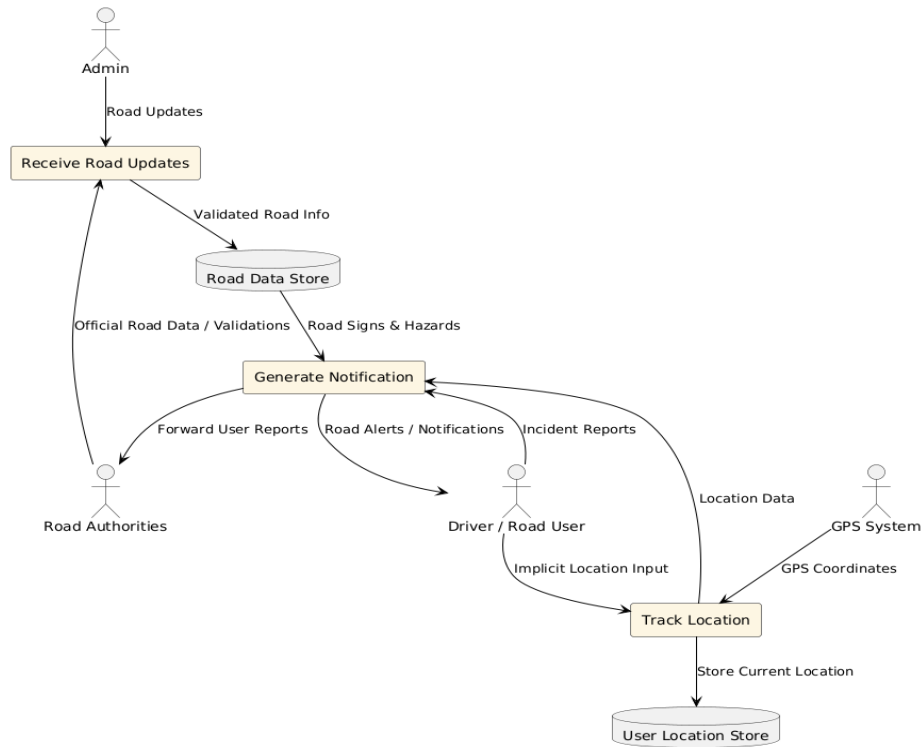 Admin
Road Updates
Receive Road Updates
Validated Road Info
Road Data Store
Official Road Data / Validations
Road Signs & Hazards
Generate Notification
Forward User Reports
Road Alerts / Notifications
Incident Reports
Location Data
Road Authorities
Driver / Road User
GPS System
Implicit Location Input
GPS Coordinates
Track Location
Store Current Location
User Location Store